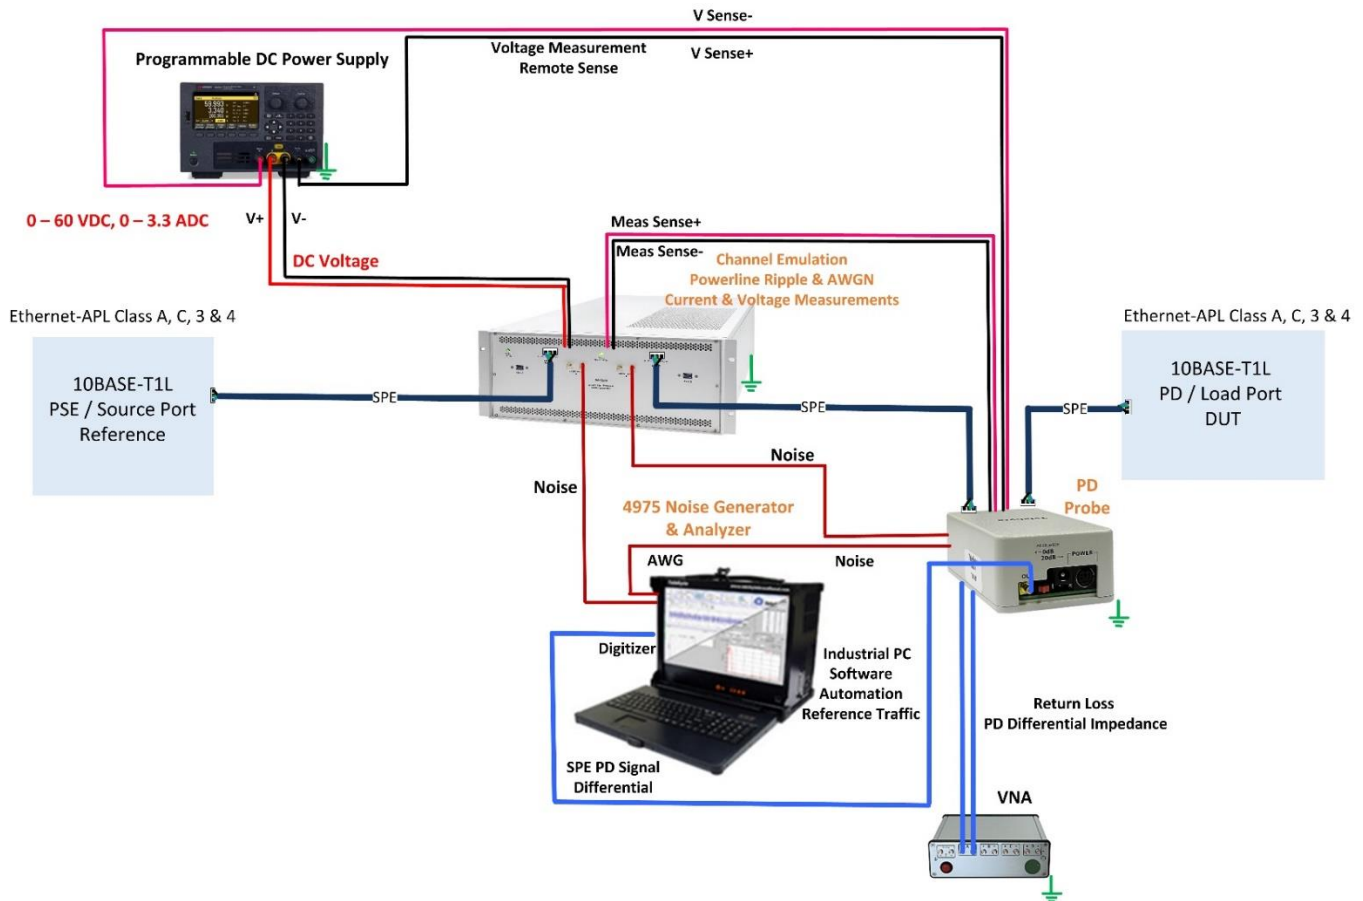 V Sense-
Programmable DC Power Supply
Voltage Measurement
Remote Sense
V Sense+
0 – 60 VDC, 0 – 3.3 ADC
V+
V-
DC Voltage
Meas Sense+
Meas Sense-
Channel Emulation
Powerline Ripple & AWGN
Current & Voltage Measurements
Ethernet-APL Class A, C, 3 & 4
10BASE-T1L
PSE / Source Port
Reference
SPE
SPE
Ethernet-APL Class A, C, 3 & 4
10BASE-T1L
PD / Load Port
DUT
SPE
Noise
Noise
4975 Noise Generator
& Analyzer
PD
Probe
AWG
Noise
0dB
20dB
POWER
Digitizer
Industrial PC
Software
Automation
Reference Traffic
SPE PD Signal
Differential
Return Loss
PD Differential Impedance
VNA